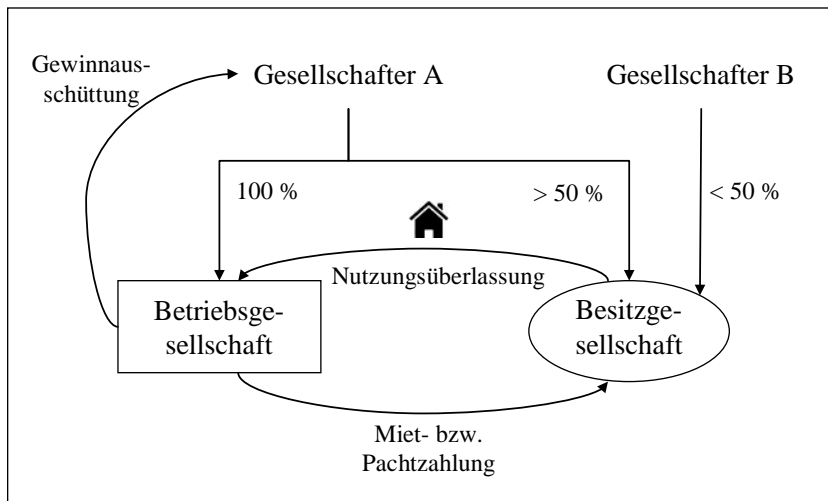 Gewinnaus-
schüttung
Gesellschafter A
Gesellschafter B
100 %
> 50 %
< 50 %
Nutzungsüberlassung
Betriebsge-
sellschaft
Besitzge-
sellschaft
Miet- bzw.
Pachtzahlung